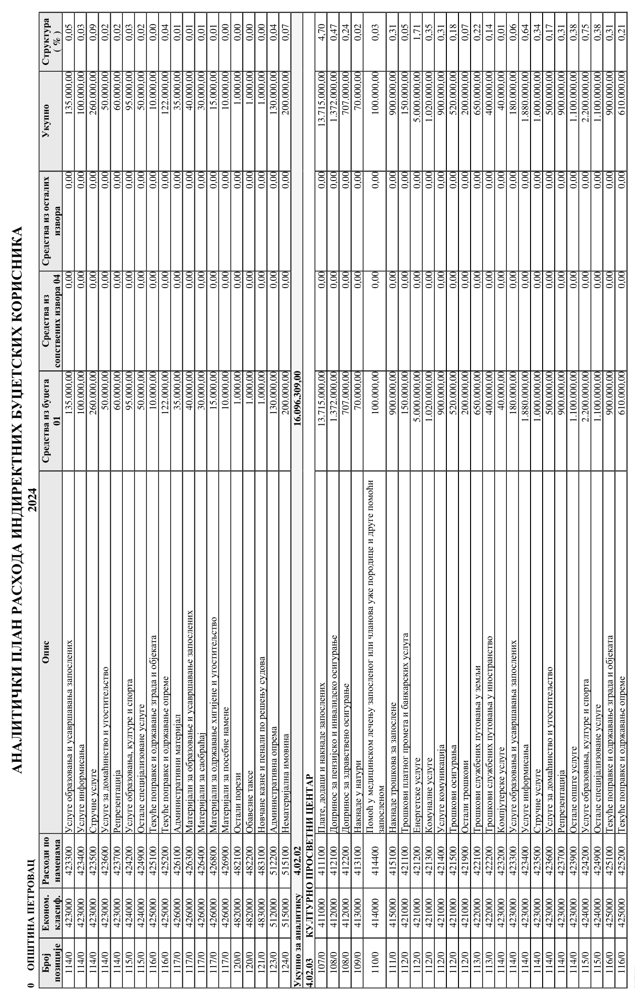 АНАЛИТИЧКИ ПЛАН РАСХОДА ИНДИРЕКТНИХ БУЏЕТСКИХ КОРИСНИКА
2024
0 ОПШТИНА ПЕТРОВАЦ
Број позиције Економ. класиф. Расходи по наменама Опис Средства из буџета 01 Средства из сопствених извора 04 Средства из осталих извора Укупно Структура ( % )
114/0 423000 423300 Услуге образовања и усавршавања запослених 135.000,00 0,00 0,00 135.000,00 0,05
114/0 423000 423400 Услуге информисања 100.000,00 0,00 0,00 100.000,00 0,03
114/0 423000 423500 Стручне услуге 260.000,00 0,00 0,00 260.000,00 0,09
114/0 423000 423600 Услуге за домаћинство и угоститељство 50.000,00 0,00 0,00 50.000,00 0,02
114/0 423000 423700 Репрезентација 60.000,00 0,00 0,00 60.000,00 0,02
115/0 424000 424200 Услуге образовања, културе и спорта 95.000,00 0,00 0,00 95.000,00 0,03
115/0 424000 424900 Остале специјализоване услуге 50.000,00 0,00 0,00 50.000,00 0,02
116/0 425000 425100 Текуће поправке и одржавање зграда и објеката 10.000,00 0,00 0,00 10.000,00 0,00
116/0 425000 425200 Текуће поправке и одржавање опреме 122.000,00 0,00 0,00 122.000,00 0,04
117/0 426000 426100 Административни материјал 35.000,00 0,00 0,00 35.000,00 0,01
117/0 426000 426300 Материјали за образовање и усавршавање запослених 40.000,00 0,00 0,00 40.000,00 0,01
117/0 426000 426400 Материјали за саобраћај 30.000,00 0,00 0,00 30.000,00 0,01
117/0 426000 426800 Материјали за одржавање хигијене и угоститељство 15.000,00 0,00 0,00 15.000,00 0,01
117/0 426000 426900 Материјали за посебне намене 10.000,00 0,00 0,00 10.000,00 0,00
120/0 482000 482100 Остали порези 1.000,00 0,00 0,00 1.000,00 0,00
120/0 482000 482200 Обавезне таксе 1.000,00 0,00 0,00 1.000,00 0,00
121/0 483000 483100 Новчане казне и пенали по решењу судова 1.000,00 0,00 0,00 1.000,00 0,00
123/0 512000 512200 Административна опрема 130.000,00 0,00 0,00 130.000,00 0,04
124/0 515000 515100 Нематеријална имовина 200.000,00 0,00 0,00 200.000,00 0,07
Укупно за аналитику 4.02.02 16.096.309,00
4.02.03 КУЛТУРНО ПРОСВЕТНИ ЦЕНТАР
107/0 411000 411100 Плате, додаци и накнаде запослених 13.715.000,00 0,00 0,00 13.715.000,00 4,70
108/0 412000 412100 Допринос за пензијско и инвалидско осигурање 1.372.000,00 0,00 0,00 1.372.000,00 0,47
108/0 412000 412200 Допринос за здравствено осигурање 707.000,00 0,00 0,00 707.000,00 0,24
109/0 413000 413100 Накнаде у натури 70.000,00 0,00 0,00 70.000,00 0,02
110/0 414000 414400 Помоћ у медицинском лечењу запосленог или чланова уже породице и друге помоћи запосленом 100.000,00 0,00 0,00 100.000,00 0,03
111/0 415000 415100 Накнаде трошкова за запослене 900.000,00 0,00 0,00 900.000,00 0,31
112/0 421000 421100 Трошкови платног промета и банкарских услуга 150.000,00 0,00 0,00 150.000,00 0,05
112/0 421000 421200 Енергетске услуге 5.000.000,00 0,00 0,00 5.000.000,00 1,71
112/0 421000 421300 Комуналне услуге 1.020.000,00 0,00 0,00 1.020.000,00 0,35
112/0 421000 421400 Услуге комуникација 900.000,00 0,00 0,00 900.000,00 0,31
112/0 421000 421500 Трошкови осигурања 520.000,00 0,00 0,00 520.000,00 0,18
112/0 421000 421900 Остали трошкови 200.000,00 0,00 0,00 200.000,00 0,07
113/0 422000 422100 Трошкови службених путовања у земљи 650.000,00 0,00 0,00 650.000,00 0,22
113/0 422000 422200 Трошкови службених путовања у иностранство 400.000,00 0,00 0,00 400.000,00 0,14
114/0 423000 423200 Компјутерске услуге 40.000,00 0,00 0,00 40.000,00 0,01
114/0 423000 423300 Услуге образовања и усавршавања запослених 180.000,00 0,00 0,00 180.000,00 0,06
114/0 423000 423400 Услуге информисања 1.880.000,00 0,00 0,00 1.880.000,00 0,64
114/0 423000 423500 Стручне услуге 1.000.000,00 0,00 0,00 1.000.000,00 0,34
114/0 423000 423600 Услуге за домаћинство и угоститељство 500.000,00 0,00 0,00 500.000,00 0,17
114/0 423000 423700 Репрезентација 900.000,00 0,00 0,00 900.000,00 0,31
114/0 423000 423900 Остале опште услуге 1.100.000,00 0,00 0,00 1.100.000,00 0,38
115/0 424000 424200 Услуге образовања, културе и спорта 2.200.000,00 0,00 0,00 2.200.000,00 0,75
115/0 424000 424900 Остале специјализоване услуге 1.100.000,00 0,00 0,00 1.100.000,00 0,38
116/0 425000 425100 Текуће поправке и одржавање зграда и објеката 900.000,00 0,00 0,00 900.000,00 0,31
116/0 425000 425200 Текуће поправке и одржавање опреме 610.000,00 0,00 0,00 610.000,00 0,21